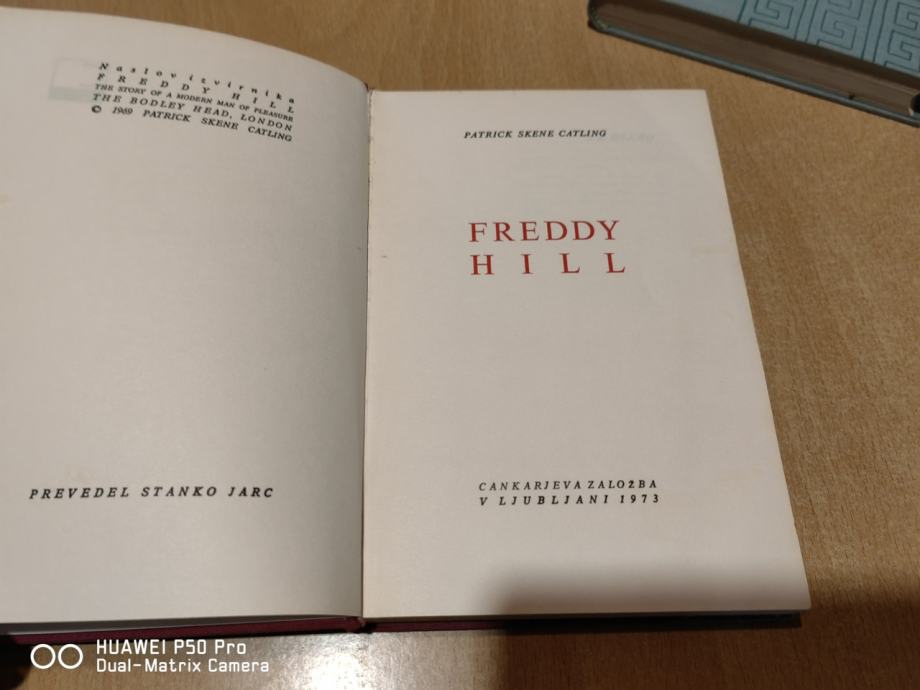 Naslov izvirnika
FREDDY HILL
THE STORY OF A MODERN MAN OF PLEASURE
THE BODLEY HEAD, LONDON
© 1969 PATRICK SKENE CATLING
PREVEDEL STANKO JARC
PATRICK SKENE CATLING
FREDDY
HILL
CANKARJEVA ZALOŽBA
V LJUBLJANI 1973
HUAWEI P50 Pro
Dual-Matrix Camera